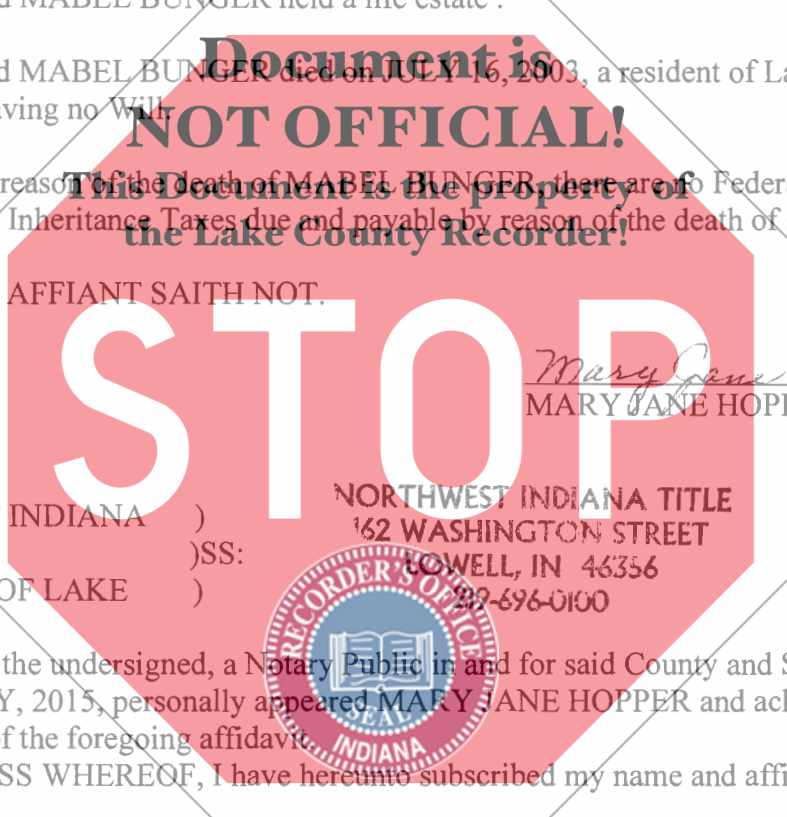 d MABEL BUNGER held a life estate .
Document is
d MABEL BUNGER died on JULY 16, 2003, a resident of La
ving no Will.
NOT OFFICIAL!
reason of the death of MABEL BUNGER, there are no Feder
This Document is the property of
Inheritance Taxes due and payable by reason of the death of
the Lake County Recorder!
AFFIANT SAITH NOT.
STOP
Mary Jane
MARY JANE HOPP
NORTHWEST INDIANA TITLE
162 WASHINGTON STREET
LOWELL, IN 46356
219-696-0100
INDIANA )
)SS:
OF LAKE )
RECORDER'S OFFICE
SEAL
INDIANA
the undersigned, a Notary Public in and for said County and S
Y, 2015, personally appeared MARY JANE HOPPER and ack
of the foregoing affidavit.
SS WHEREOF, I have hereunto subscribed my name and affi